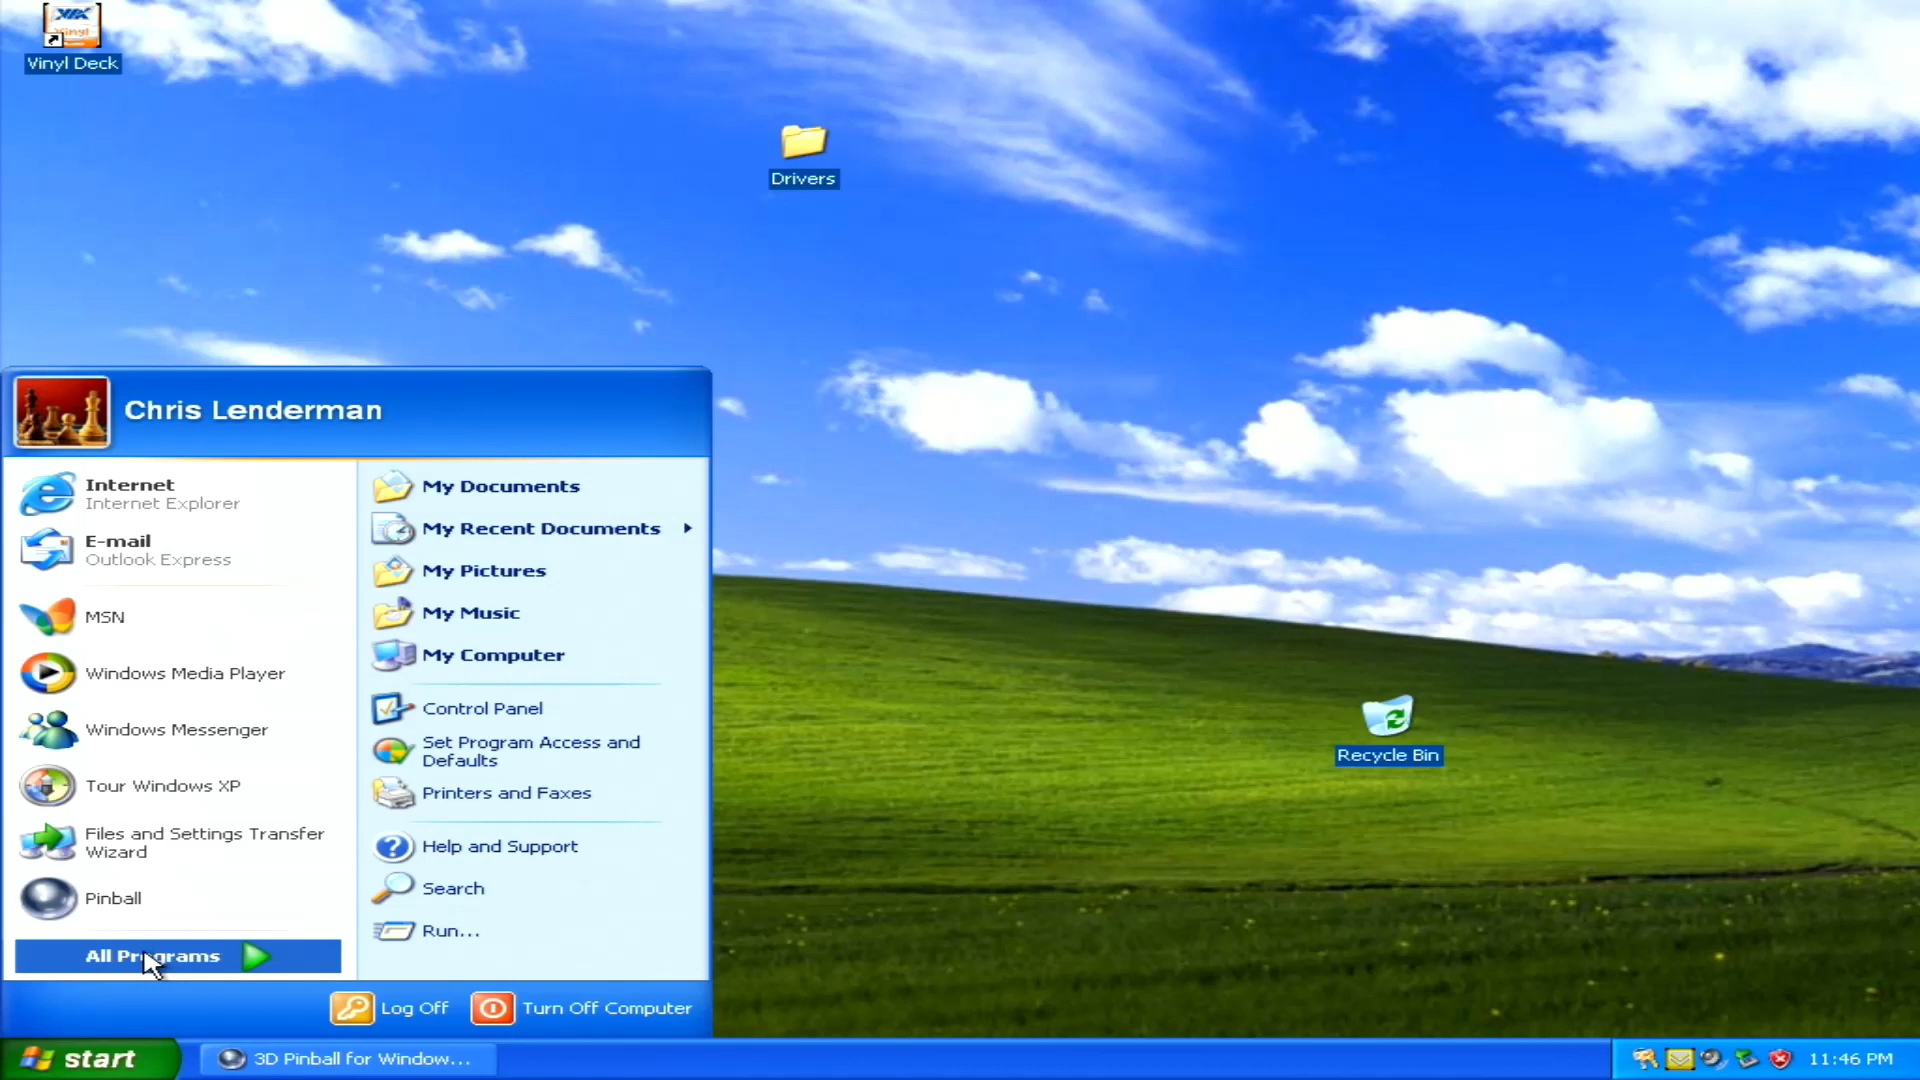 Vinyl Deck
Drivers
Chris Lenderman
Internet
Internet Explorer
E-mail
Outlook Express
MSN
Windows Media Player
Windows Messenger
Tour Windows XP
Files and Settings Transfer
Wizard
Pinball
All Programs
My Documents
My Recent Documents
My Pictures
My Music
My Computer
Control Panel
Set Program Access and
Defaults
Printers and Faxes
Help and Support
Search
Run...
Recycle Bin
Log Off
Turn Off Computer
start
3D Pinball for Window...
11:46 PM